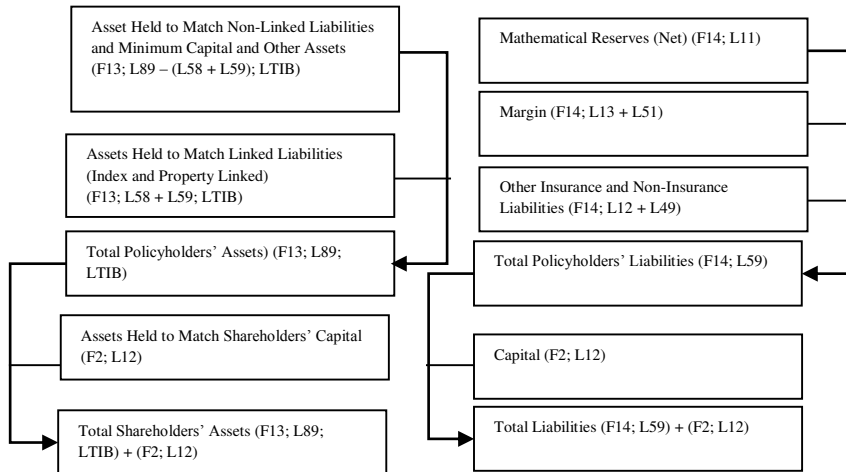 Asset Held to Match Non-Linked Liabilities
and Minimum Capital and Other Assets
(F13; L89 – (L58 + L59); LTIB)
Assets Held to Match Linked Liabilities
(Index and Property Linked)
(F13; L58 + L59; LTIB)
Total Policyholders’ Assets) (F13; L89;
LTIB)
Assets Held to Match Shareholders’ Capital
(F2; L12)
Total Shareholders’ Assets (F13; L89;
LTIB) + (F2; L12)
Mathematical Reserves (Net) (F14; L11)
Margin (F14; L13 + L51)
Other Insurance and Non-Insurance
Liabilities (F14; L12 + L49)
Total Policyholders’ Liabilities (F14; L59)
Capital (F2; L12)
Total Liabilities (F14; L59) + (F2; L12)